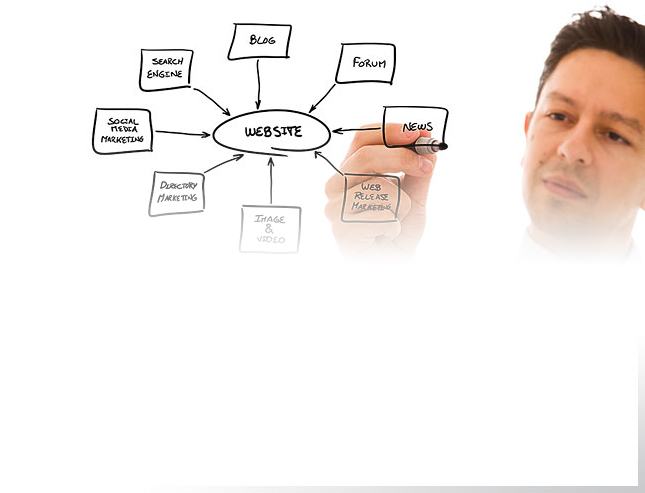 BLOG
SEARCH
ENGINE
FORUM
SOCIAL
MEDIA
MARKETING
WEBSITE
NEWS
DIRECTORY
MARKETING
IMAGE
&
VIDEO
WEB
RELEASE
MARKETING